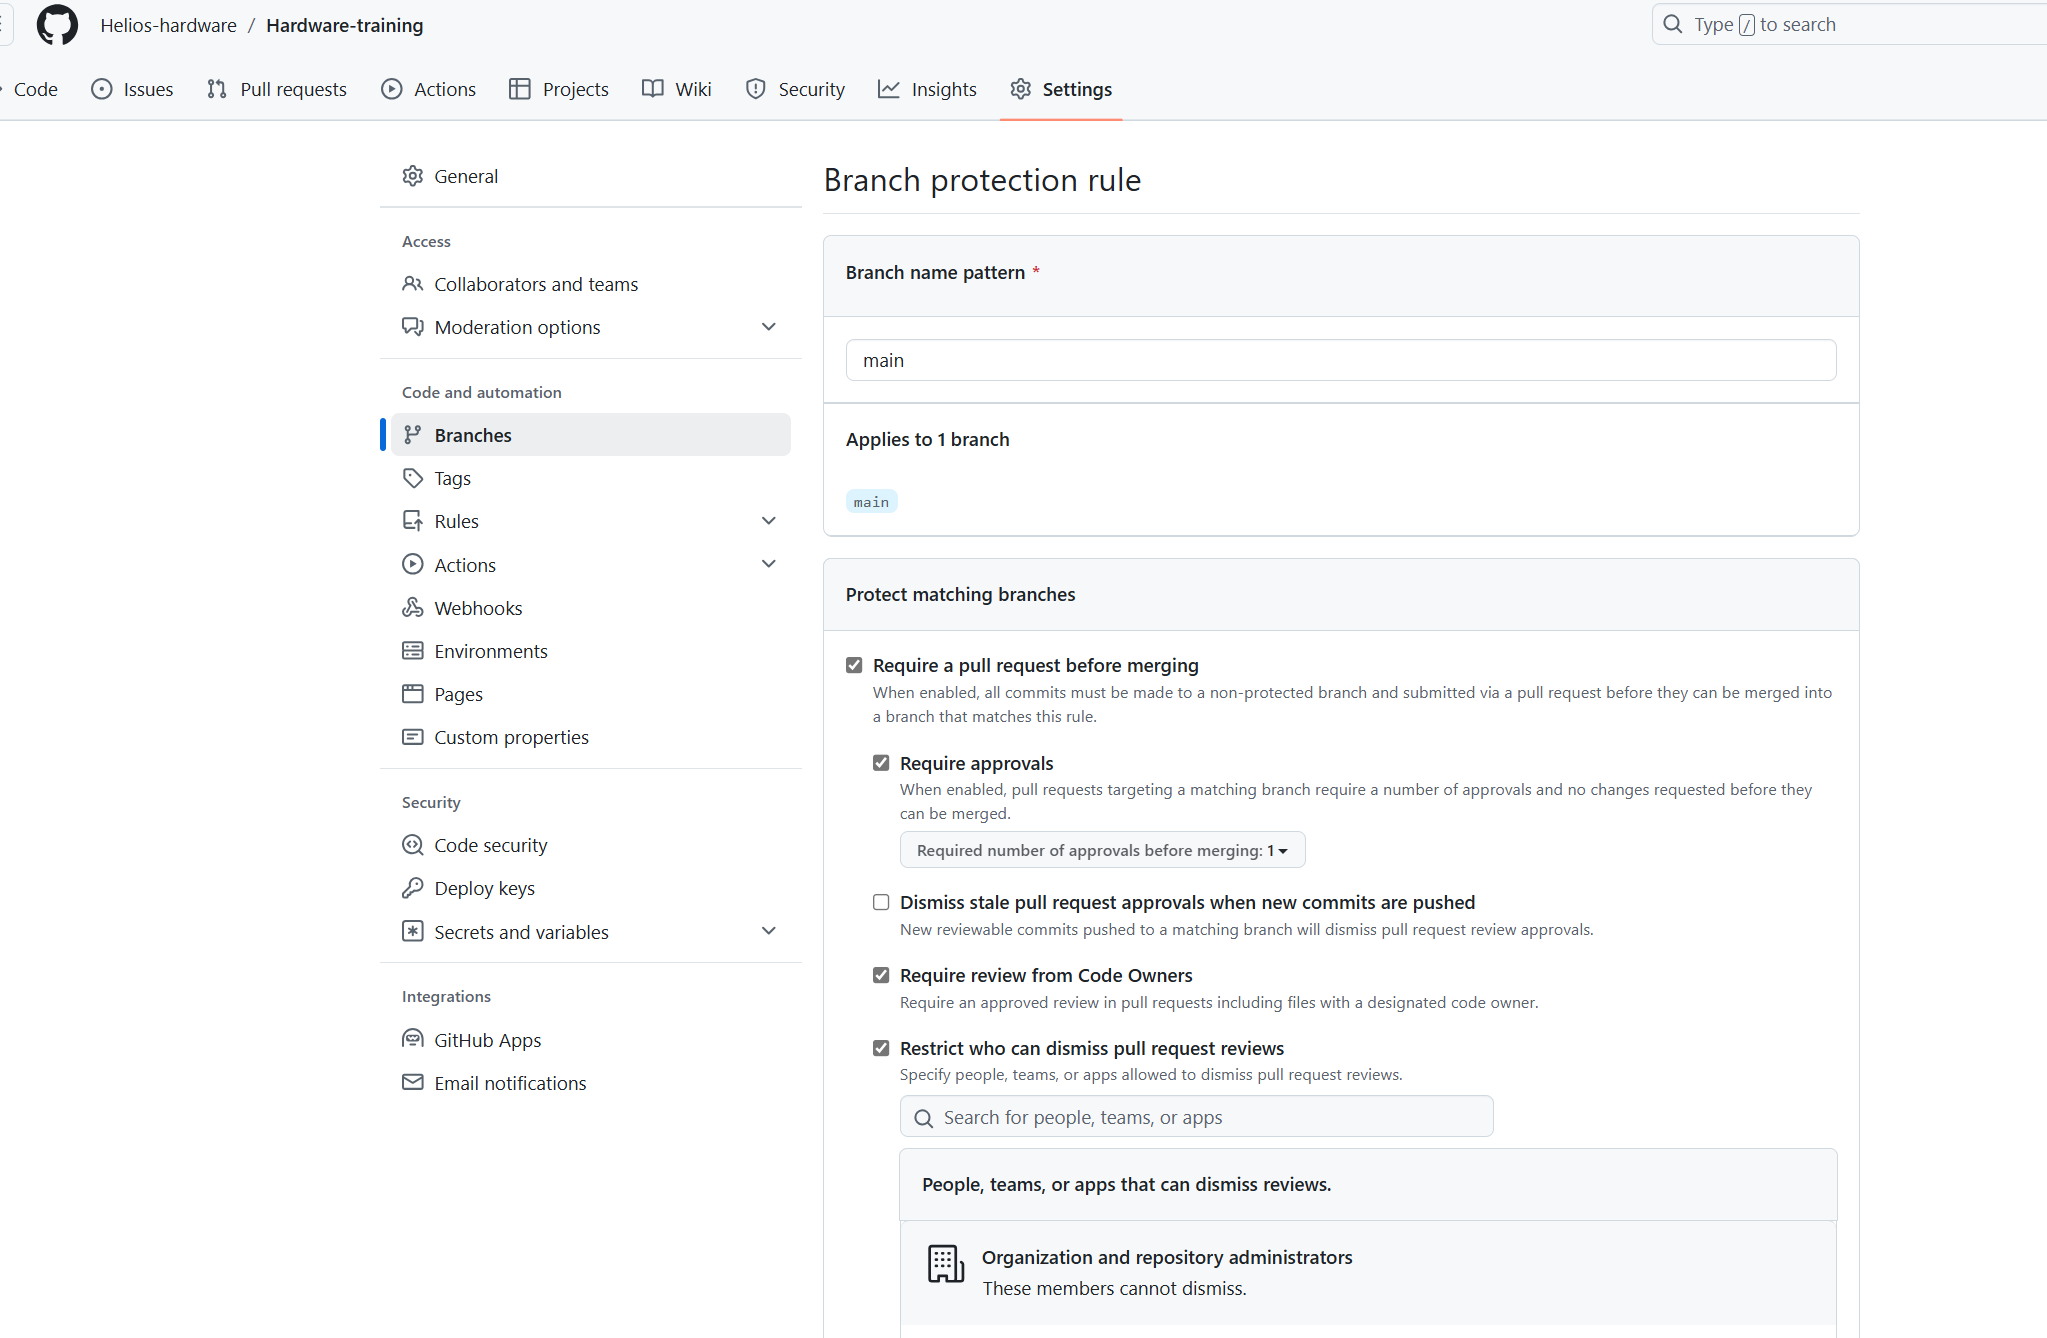 Helios-hardware / Hardware-training
Type / to search
Code
Issues
Pull requests
Actions
Projects
Wiki
Security
Insights
Settings
General
Access
Collaborators and teams
Moderation options
Code and automation
Branches
Tags
Rules
Actions
Webhooks
Environments
Pages
Custom properties
Security
Code security
Deploy keys
Secrets and variables
Integrations
GitHub Apps
Email notifications
Branch protection rule
Branch name pattern *
main
Applies to 1 branch
main
Protect matching branches
Require a pull request before merging
When enabled, all commits must be made to a non-protected branch and submitted via a pull request before they can be merged into
a branch that matches this rule.
Require approvals
When enabled, pull requests targeting a matching branch require a number of approvals and no changes requested before they
can be merged.
Required number of approvals before merging: 1
Dismiss stale pull request approvals when new commits are pushed
New reviewable commits pushed to a matching branch will dismiss pull request review approvals.
Require review from Code Owners
Require an approved review in pull requests including files with a designated code owner.
Restrict who can dismiss pull request reviews
Specify people, teams, or apps allowed to dismiss pull request reviews.
Search for people, teams, or apps
People, teams, or apps that can dismiss reviews.
Organization and repository administrators
These members cannot dismiss.